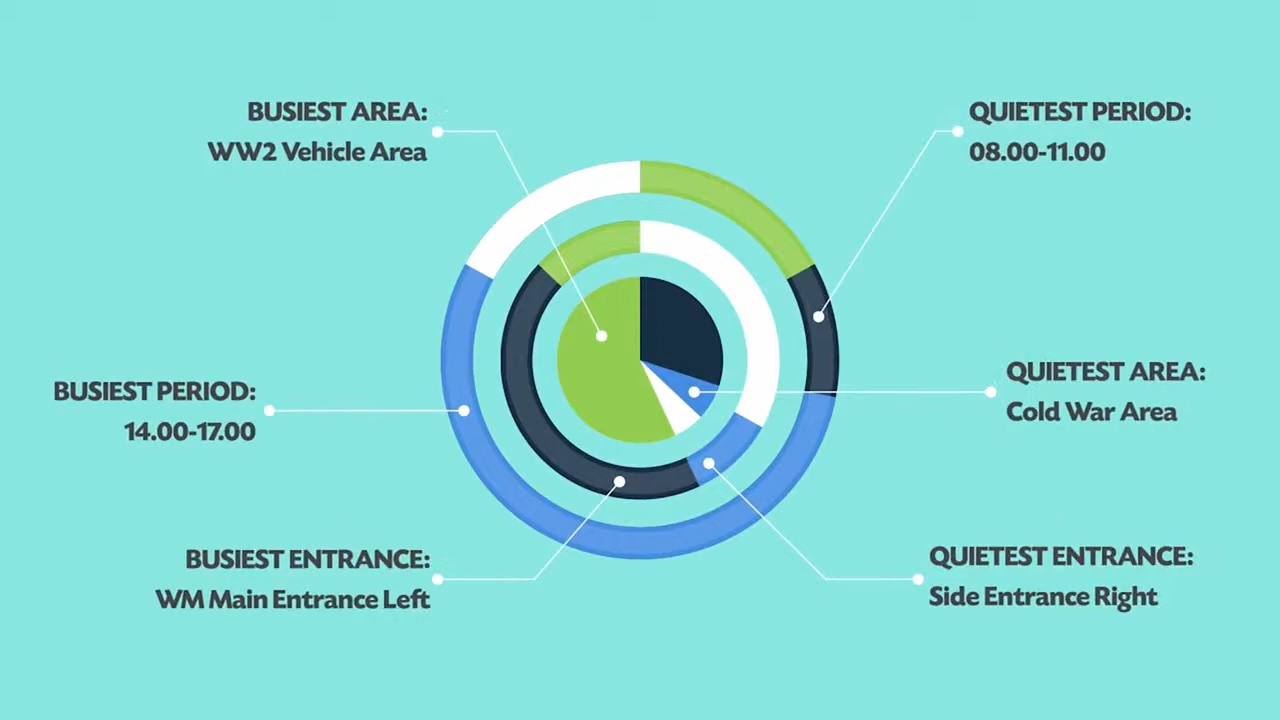 BUSIEST AREA:
WW2 Vehicle Area
QUIETEST PERIOD:
08.00-11.00
BUSIEST PERIOD:
14.00-17.00
QUIETEST AREA:
Cold War Area
BUSIEST ENTRANCE:
WM Main Entrance Left
QUIETEST ENTRANCE:
Side Entrance Right